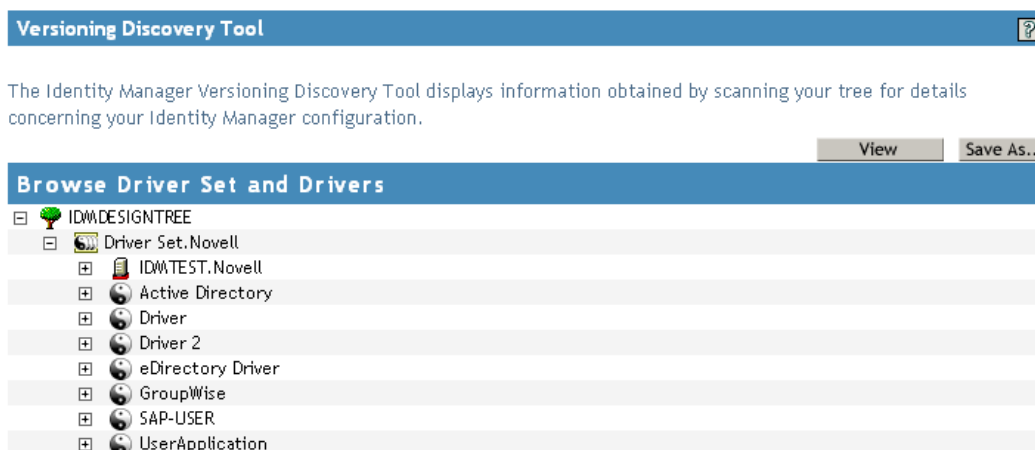 Versioning Discovery Tool
?
The Identity Manager Versioning Discovery Tool displays information obtained by scanning your tree for details
concerning your Identity Manager configuration.
View Save As..
Browse Driver Set and Drivers
IDMDESIGNTREE
Driver Set.Novell
IDMTEST.Novell
Active Directory
Driver
Driver 2
eDirectory Driver
GroupWise
SAP-USER
UserApplication